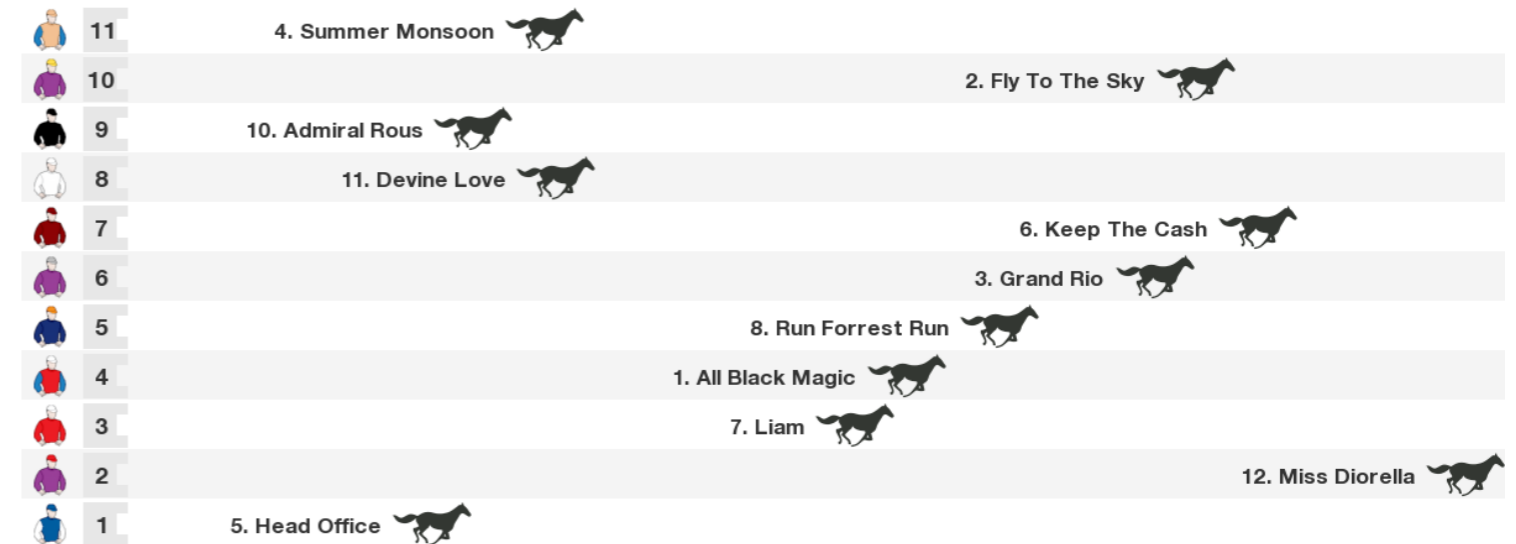 11 4. Summer Monsoon
10 2. Fly To The Sky
9 10. Admiral Rous
8 11. Devine Love
7 6. Keep The Cash
6 3. Grand Rio
5 8. Run Forrest Run
4 1. All Black Magic
3 7. Liam
2 12. Miss Diorella
1 5. Head Office